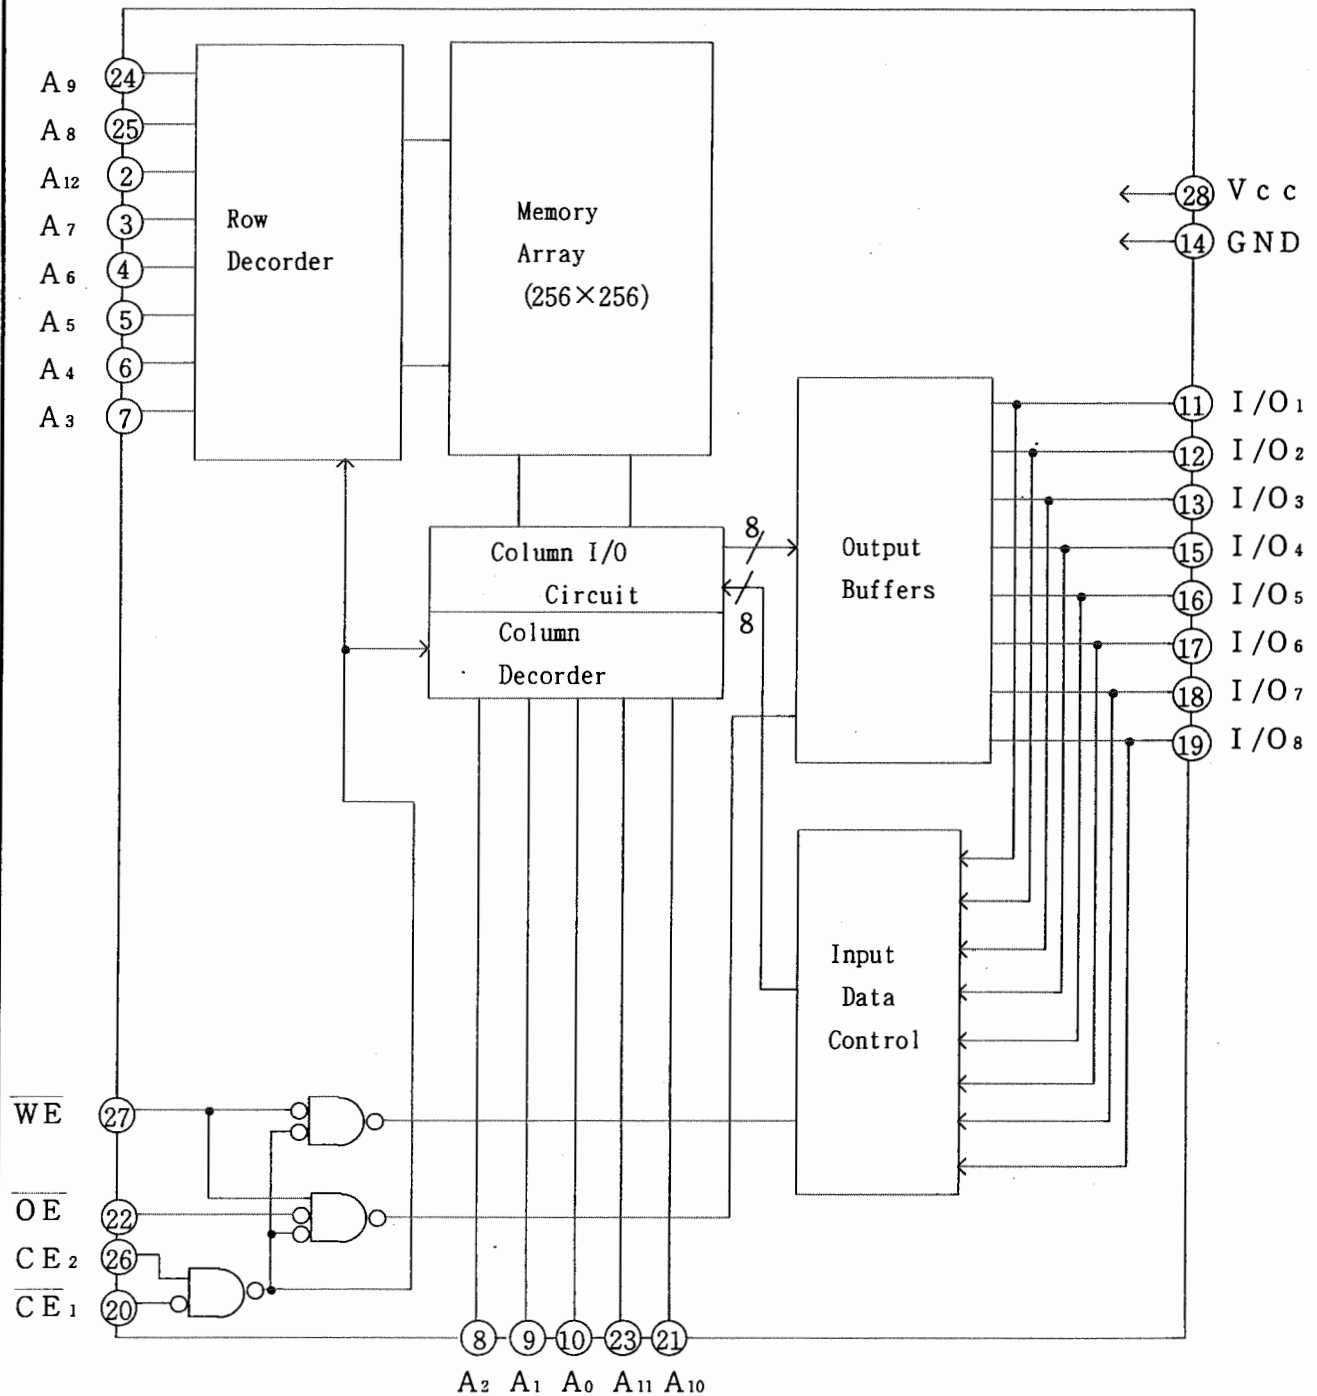 A9 24
A8 25
A12 2
A7 3
A6 4
A5 5
A4 6
A3 7
Row
Decorder
Memory
Array
(256×256)
28 Vcc
14 GND
Column I/O
Circuit
Column
Decorder
8
8
Output
Buffers
11 I/O1
12 I/O2
13 I/O3
15 I/O4
16 I/O5
17 I/O6
18 I/O7
19 I/O8
Input
Data
Control
W̅E̅ 27
O̅E̅ 22
CE2 26
C̅E̅1 20
8 9 10 23 21
A2 A1 A0 A11 A10